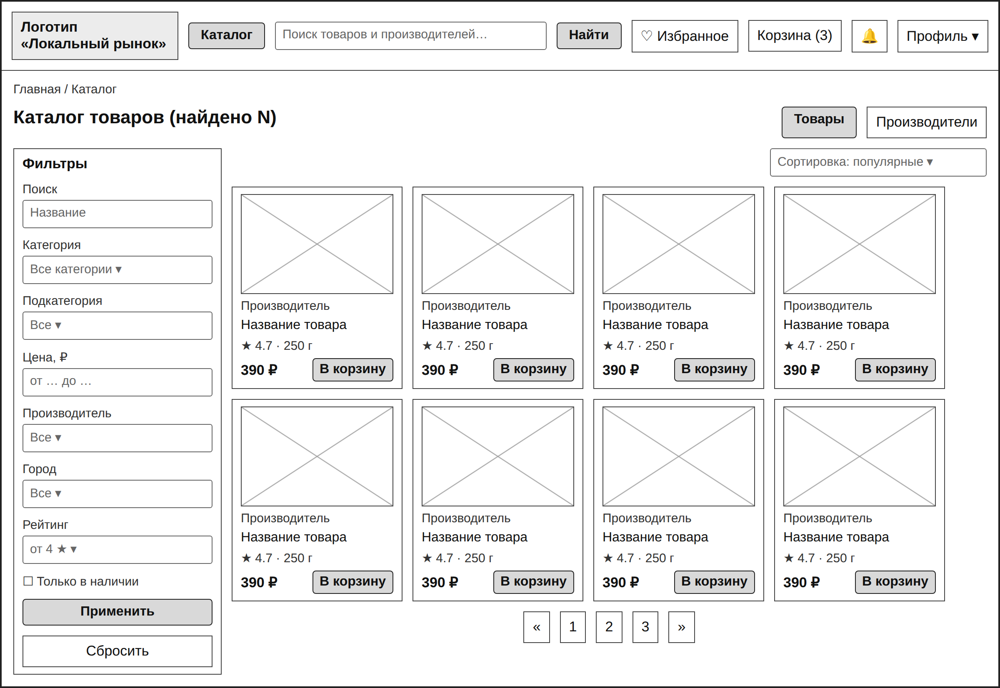 Логотип
«Локальный рынок»
Каталог
Поиск товаров и производителей…
Найти
♡ Избранное
Корзина (3)
🔔
Профиль ▾
Главная / Каталог
Каталог товаров (найдено N)
Товары
Производители
Фильтры
Поиск
Название
Категория
Все категории ▾
Подкатегория
Все ▾
Цена, ₽
от … до …
Производитель
Все ▾
Город
Все ▾
Рейтинг
от 4 ★ ▾
☐ Только в наличии
Применить
Сбросить
Сортировка: популярные ▾
Производитель
Название товара
★ 4.7 · 250 г
390 ₽ В корзину
Производитель
Название товара
★ 4.7 · 250 г
390 ₽ В корзину
Производитель
Название товара
★ 4.7 · 250 г
390 ₽ В корзину
Производитель
Название товара
★ 4.7 · 250 г
390 ₽ В корзину
Производитель
Название товара
★ 4.7 · 250 г
390 ₽ В корзину
Производитель
Название товара
★ 4.7 · 250 г
390 ₽ В корзину
Производитель
Название товара
★ 4.7 · 250 г
390 ₽ В корзину
Производитель
Название товара
★ 4.7 · 250 г
390 ₽ В корзину
« 1 2 3 »